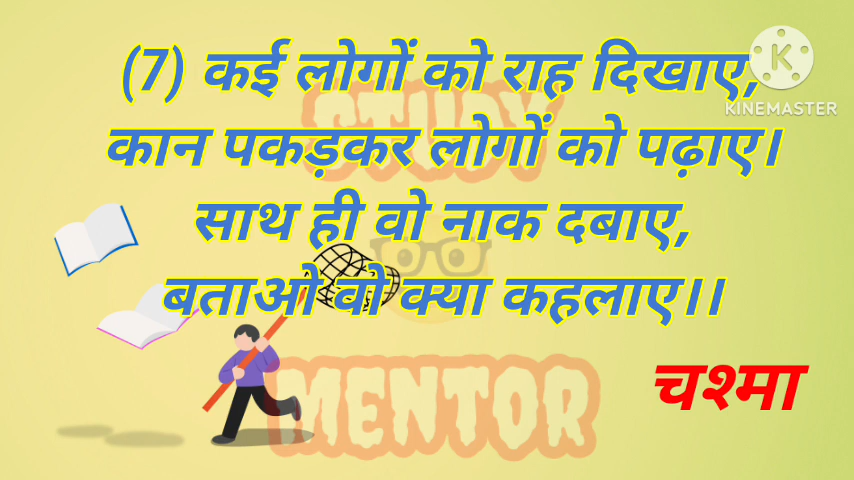 (7) कई लोगों को राह दिखाए,
कान पकड़कर लोगों को पढ़ाए।
साथ ही वो नाक दबाए,
बताओ वो क्या कहलाए।।
चश्मा
STUDY
MENTOR
K
KINEMASTER